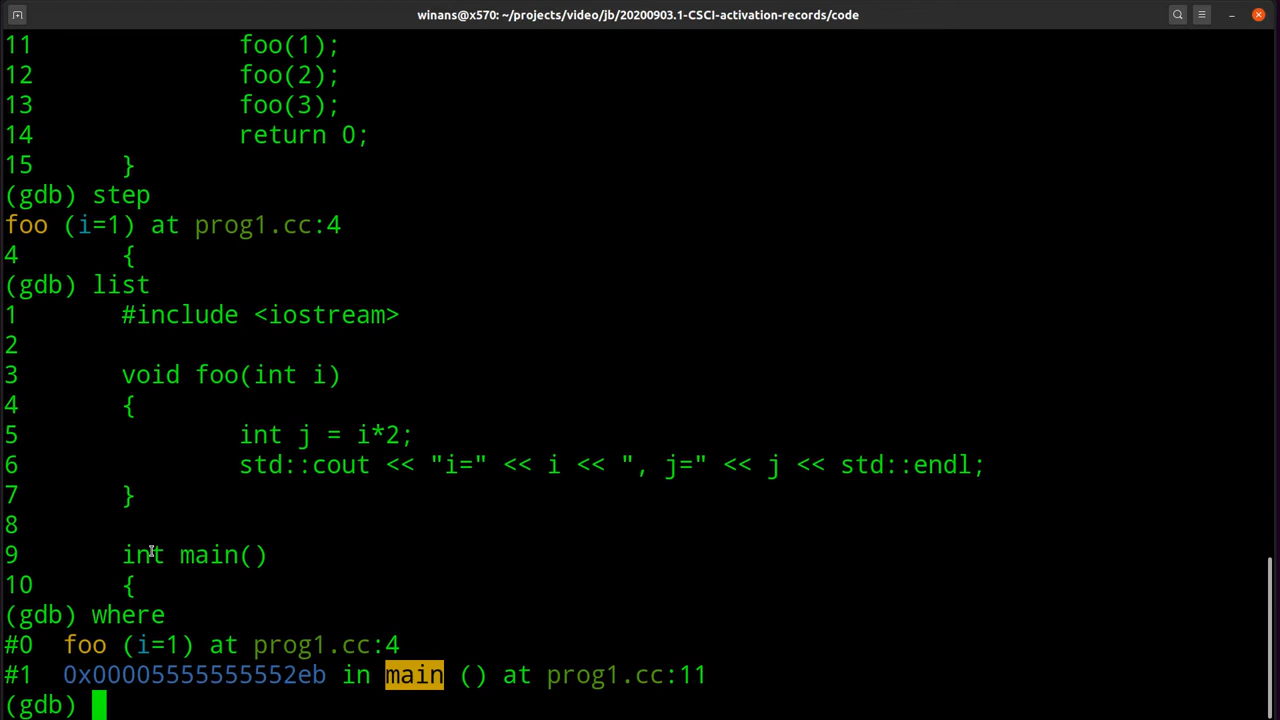 winans@x570: ~/projects/video/jb/20200903.1-CSCI-activation-records/code
11 foo(1);
12 foo(2);
13 foo(3);
14 return 0;
15 }
(gdb) step
foo (i=1) at prog1.cc:4
4 {
(gdb) list
1 #include <iostream>
2
3 void foo(int i)
4 {
5 int j = i*2;
6 std::cout << "i=" << i << ", j=" << j << std::endl;
7 }
8
9 int main()
10 {
(gdb) where
#0 foo (i=1) at prog1.cc:4
#1 0x00005555555552eb in main () at prog1.cc:11
(gdb)